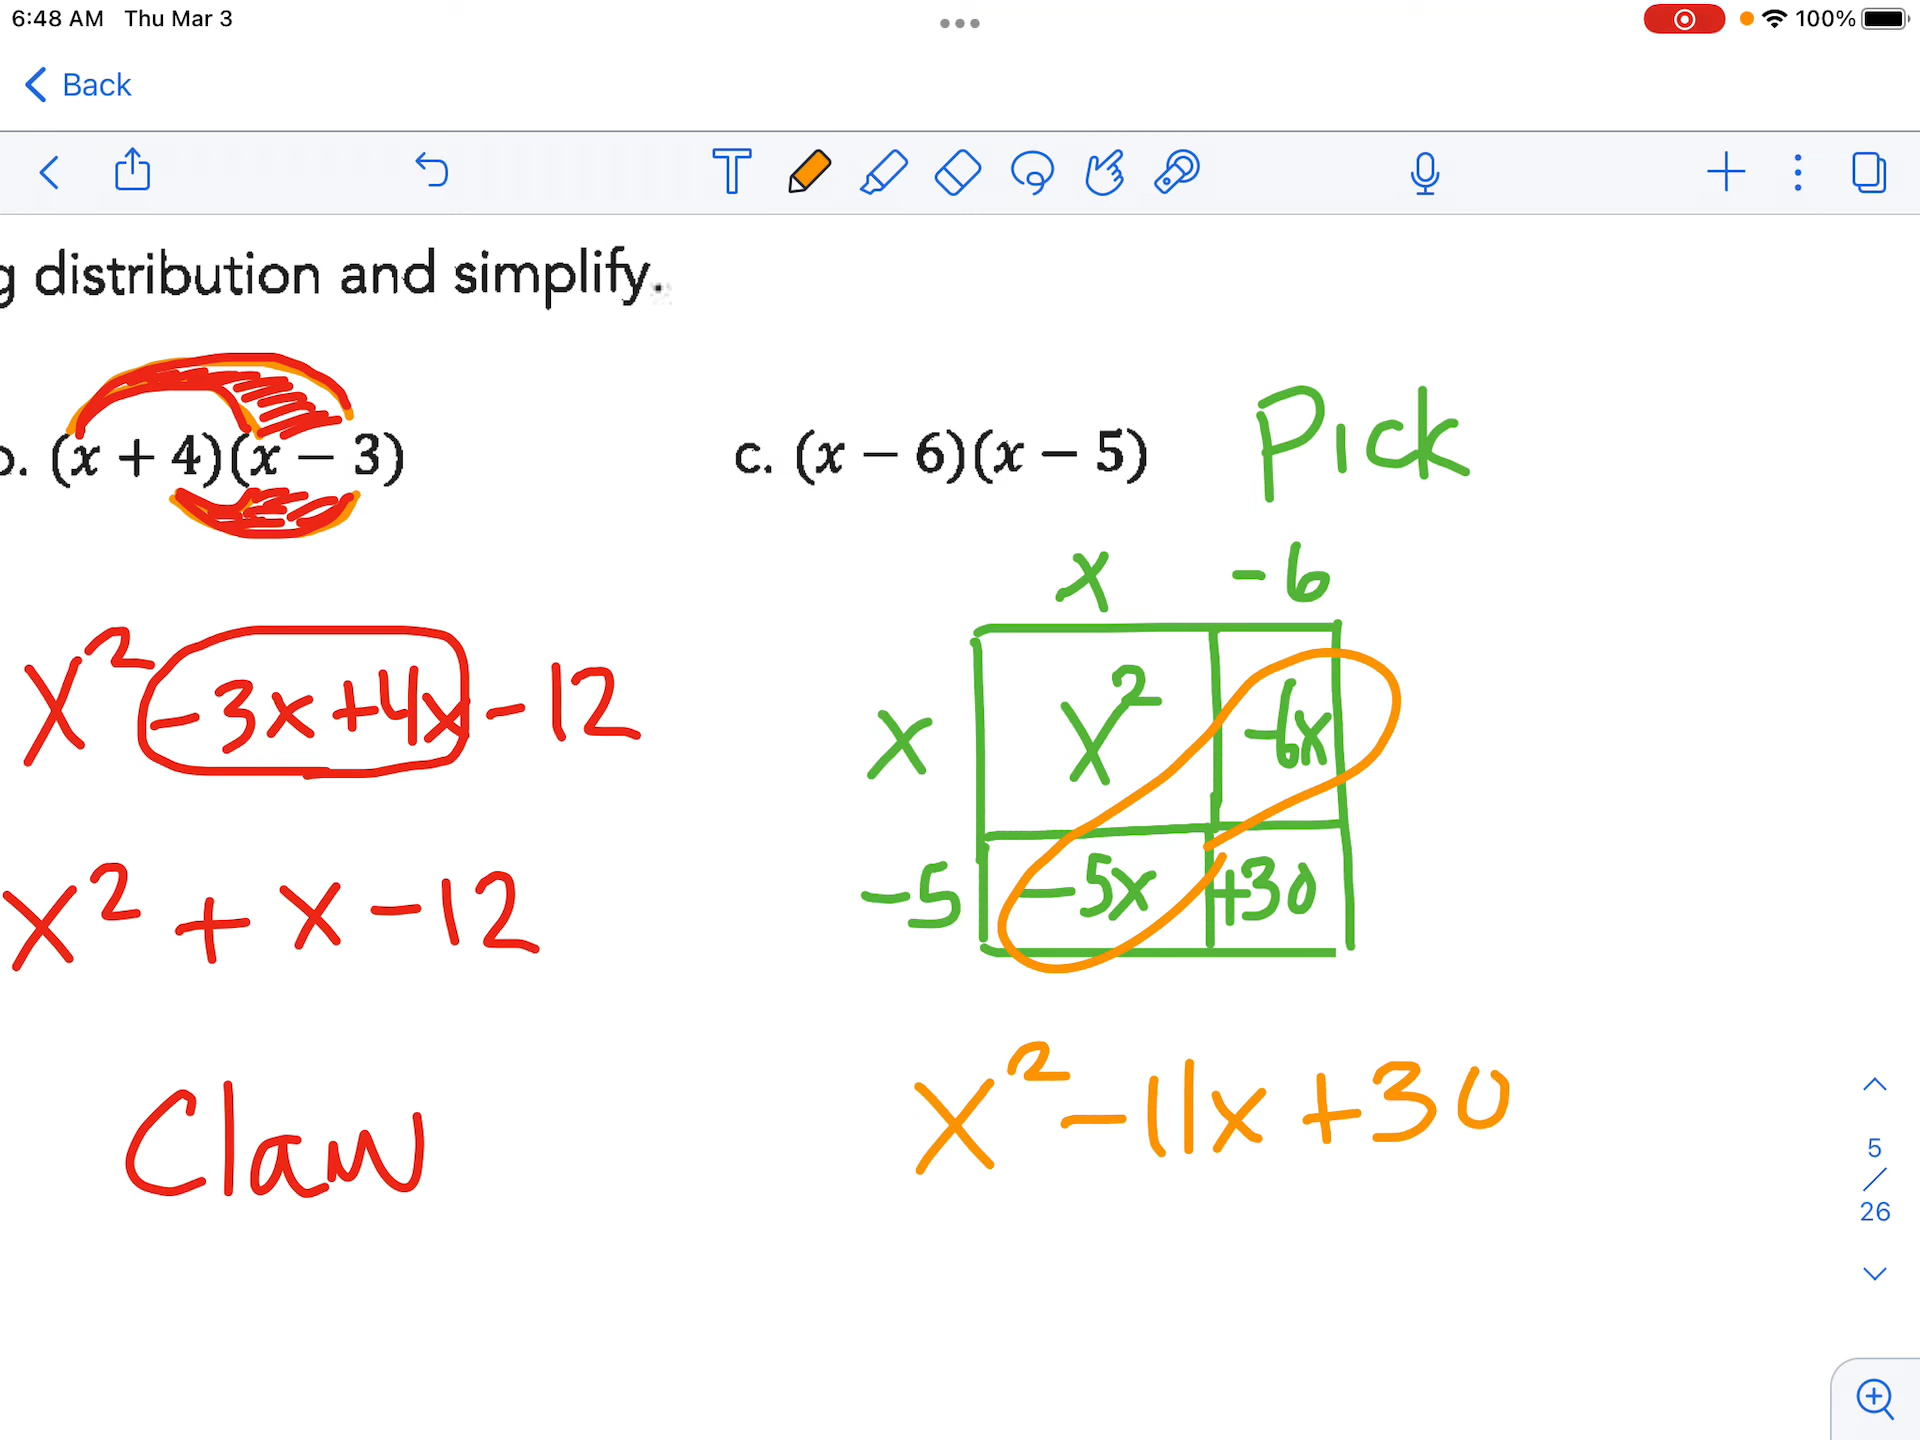 6:48 AM Thu Mar 3
100%
Back
T
g distribution and simplify.
b. (x + 4)(x − 3)
x² −3x+4x −12
x² + x −12
Claw
c. (x − 6)(x − 5)
Pick
x −6
x x² −6x
−5 −5x +30
x² −11x +30
5
/
26